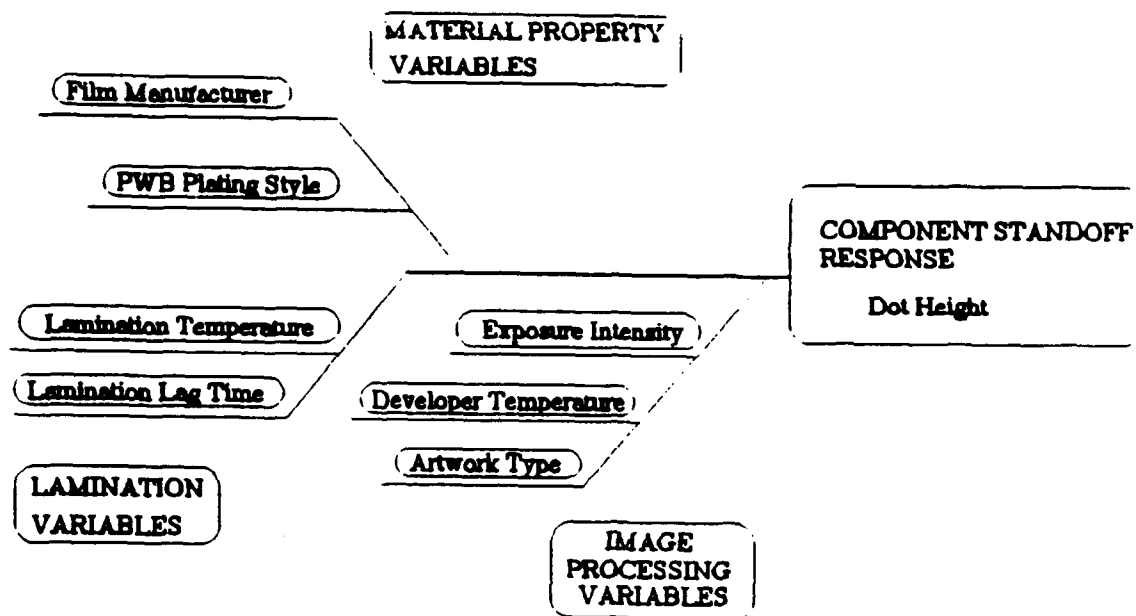 MATERIAL PROPERTY
VARIABLES
Film Manufacturer
PWB Plating Style
COMPONENT STANDOFF
RESPONSE
Dot Height
Lamination Temperature
Exposure Intensity
Lamination Lag Time
Developer Temperature
Artwork Type
LAMINATION
VARIABLES
IMAGE
PROCESSING
VARIABLES